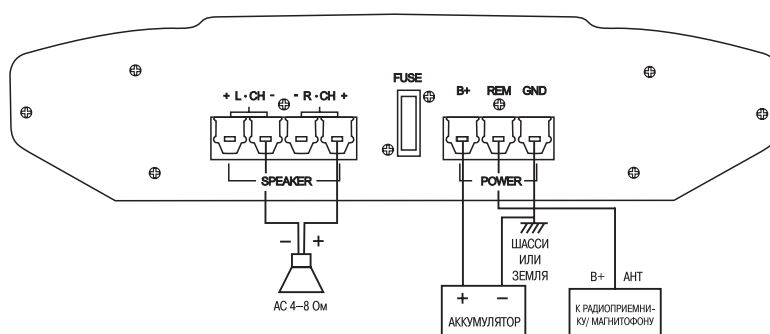 FUSE
+ L·CH - - R·CH +
B+ REM GND
SPEAKER
POWER
- +
АС 4–8 Ом
ШАССИ
ИЛИ
ЗЕМЛЯ
B+ АНТ
+ -
АККУМУЛЯТОР
К РАДИОПРИЕМНИ-
КУ/ МАГНИТОФОНУ